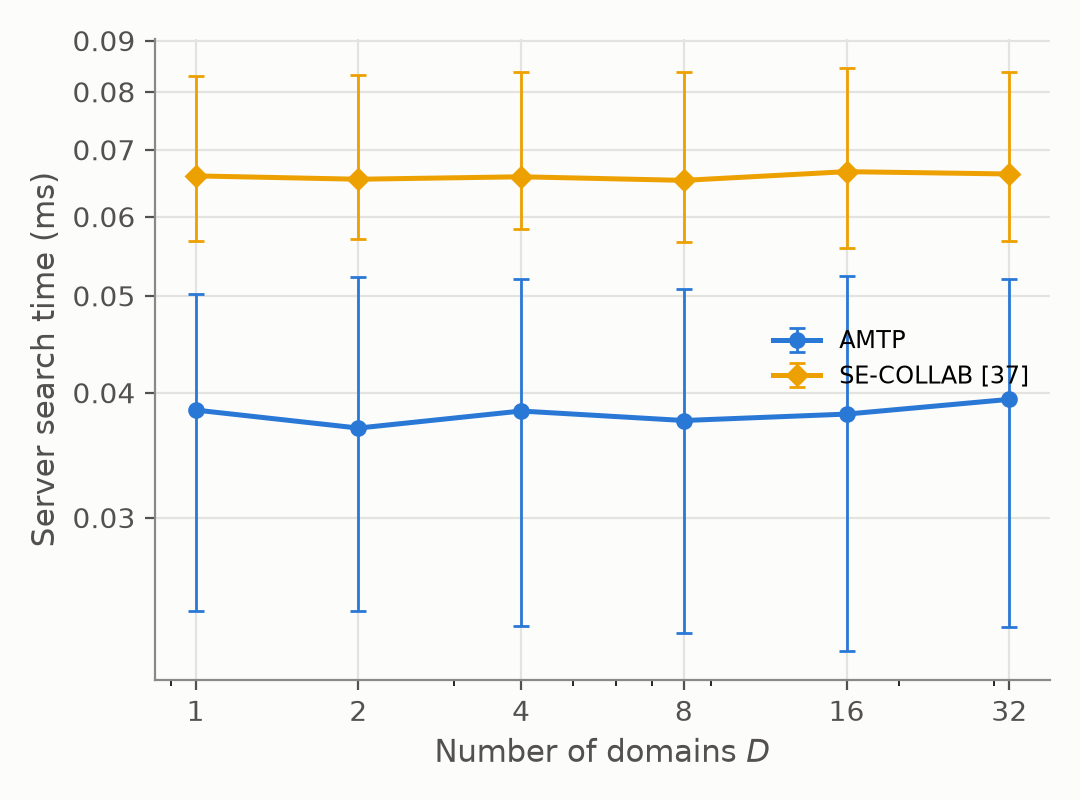 0.09
0.08
0.07
0.06
0.05
0.04
0.03
Server search time (ms)
AMTP
SE-COLLAB [37]
1 2 4 8 16 32
Number of domains D